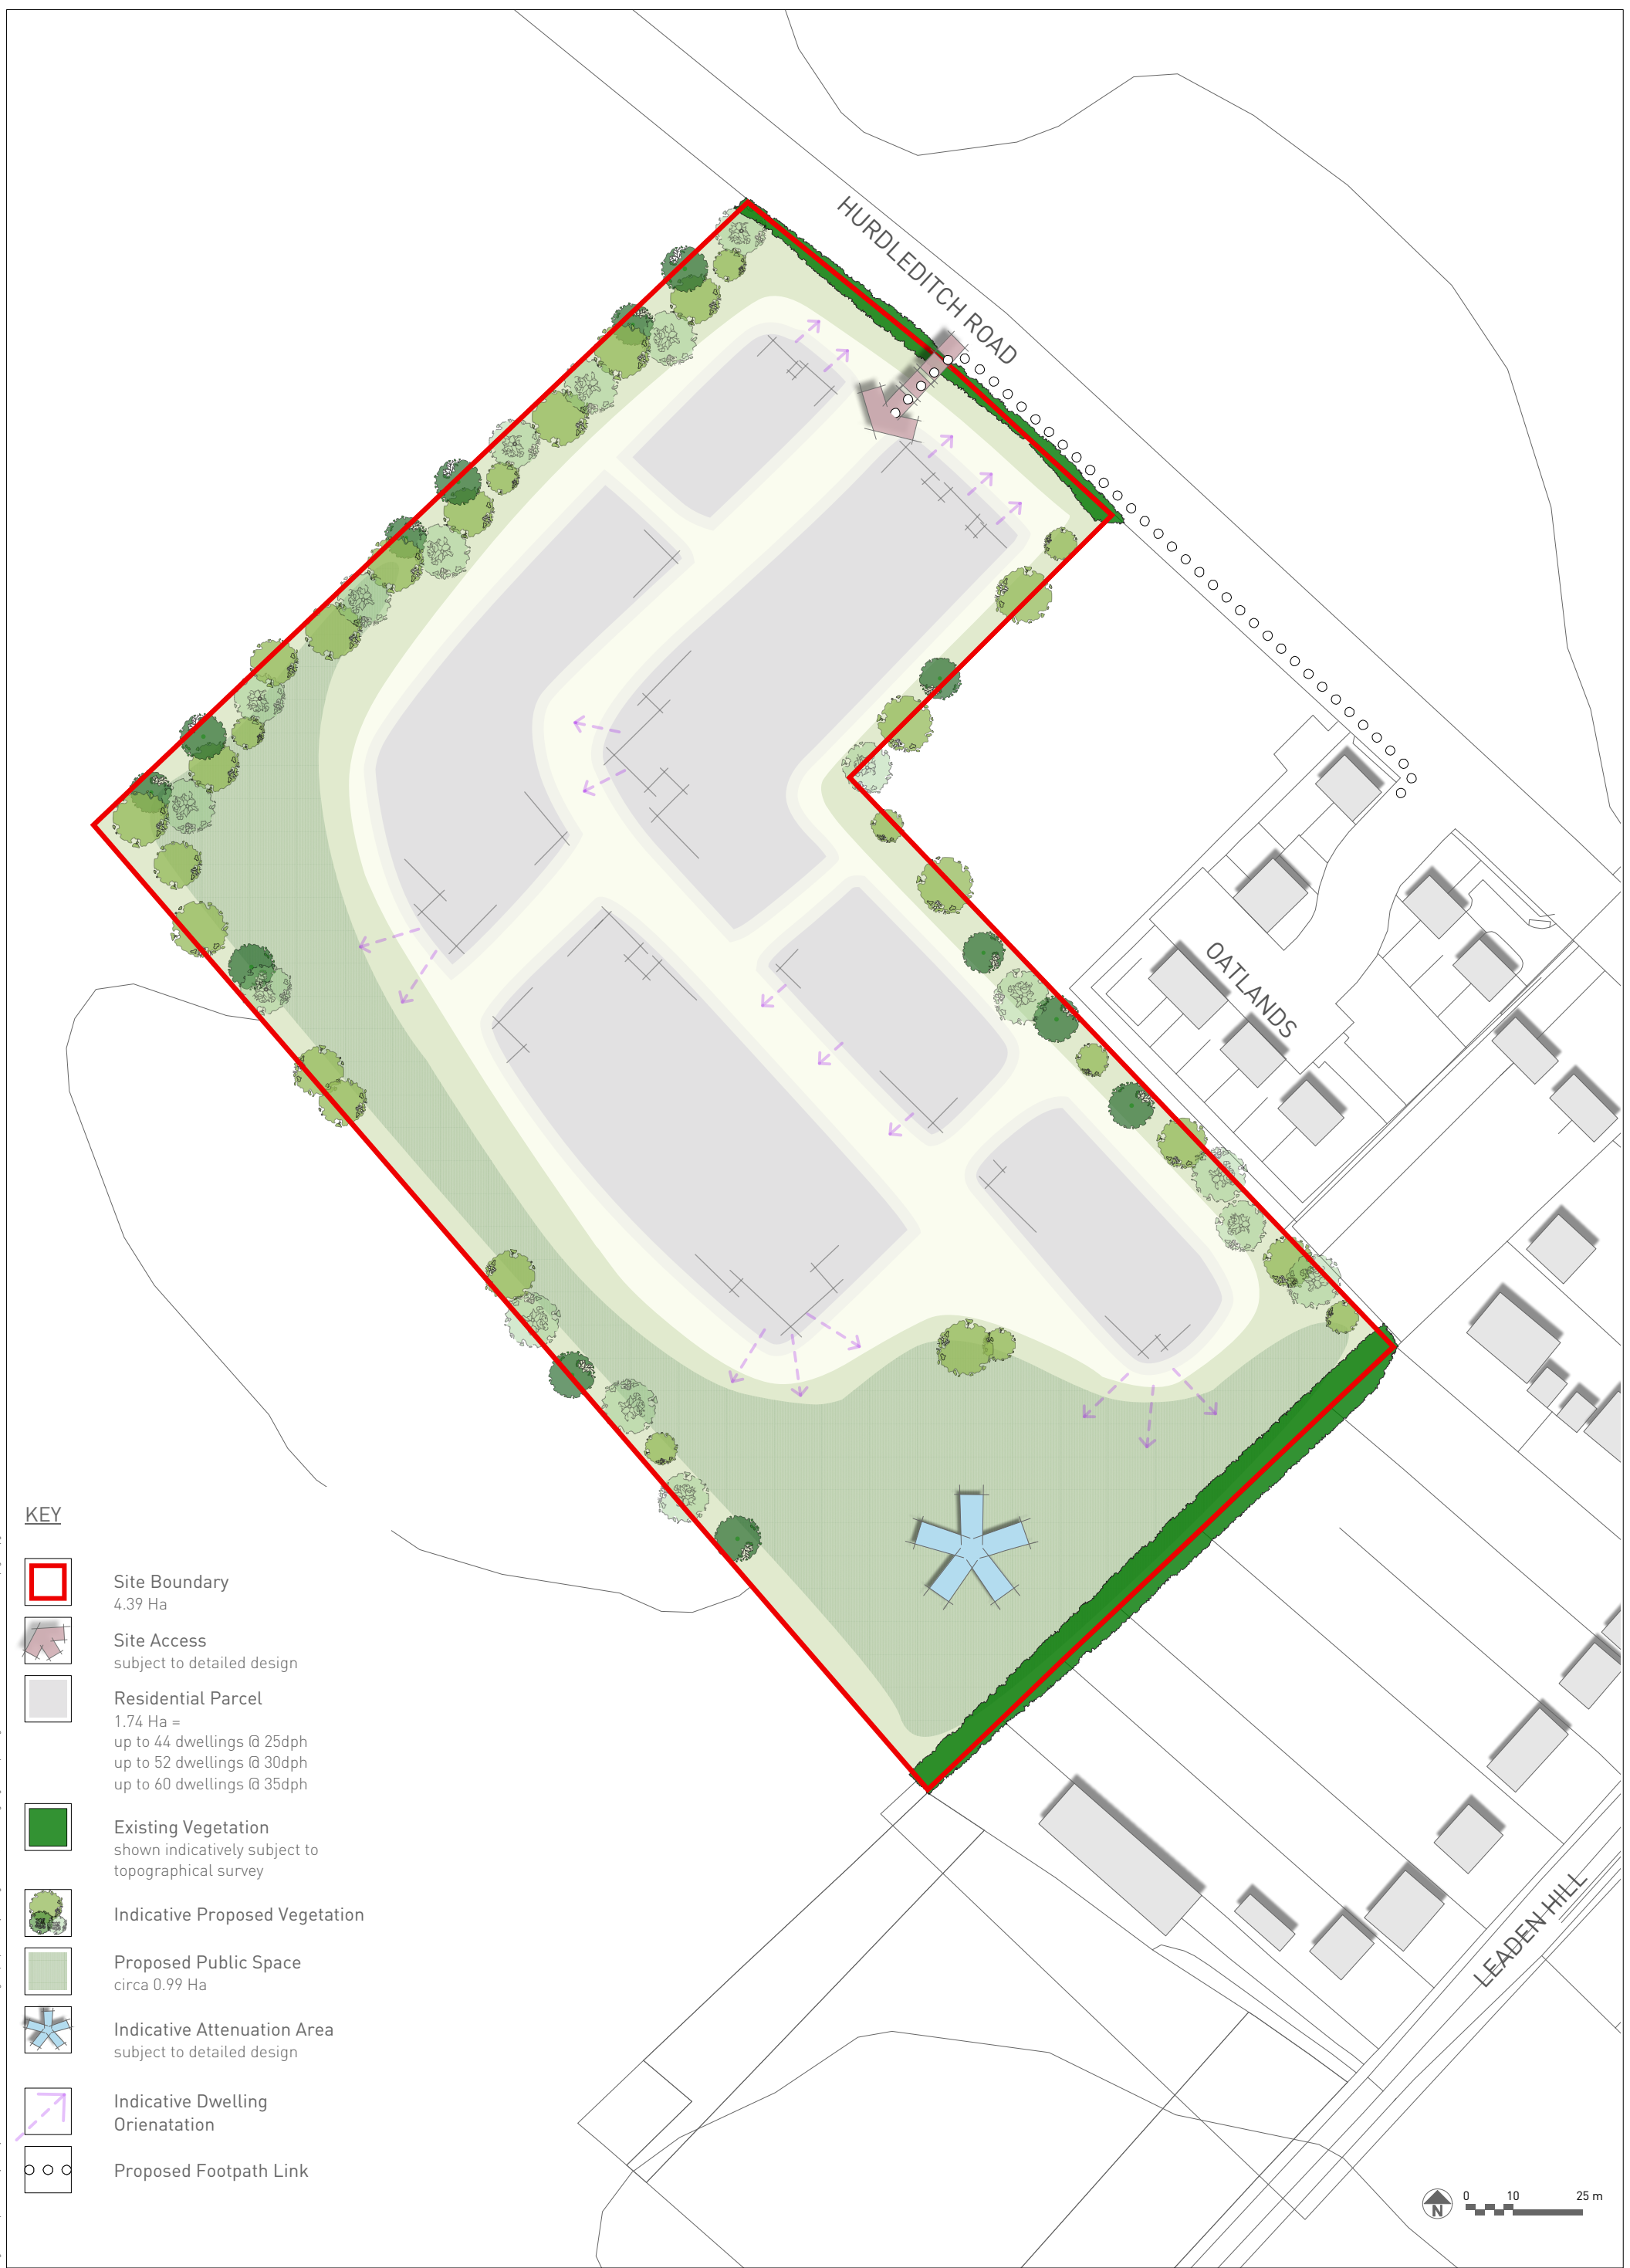 HURDLEDITCH ROAD
OATLANDS
LEADEN HILL
KEY
Site Boundary
4.39 Ha
Site Access
subject to detailed design
Residential Parcel
1.74 Ha =
up to 44 dwellings @ 25dph
up to 52 dwellings @ 30dph
up to 60 dwellings @ 35dph
Existing Vegetation
shown indicatively subject to
topographical survey
Indicative Proposed Vegetation
Proposed Public Space
circa 0.99 Ha
Indicative Attenuation Area
subject to detailed design
Indicative Dwelling
Orienatation
Proposed Footpath Link
N
0 10 25 m